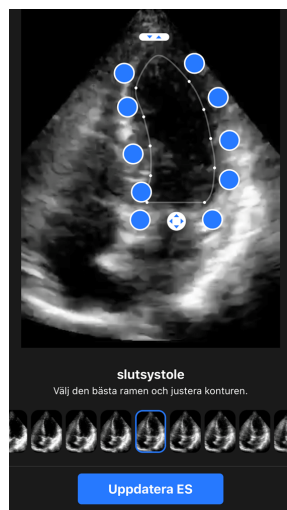 slutsystole
Välj den bästa ramen och justera konturen.
Uppdatera ES